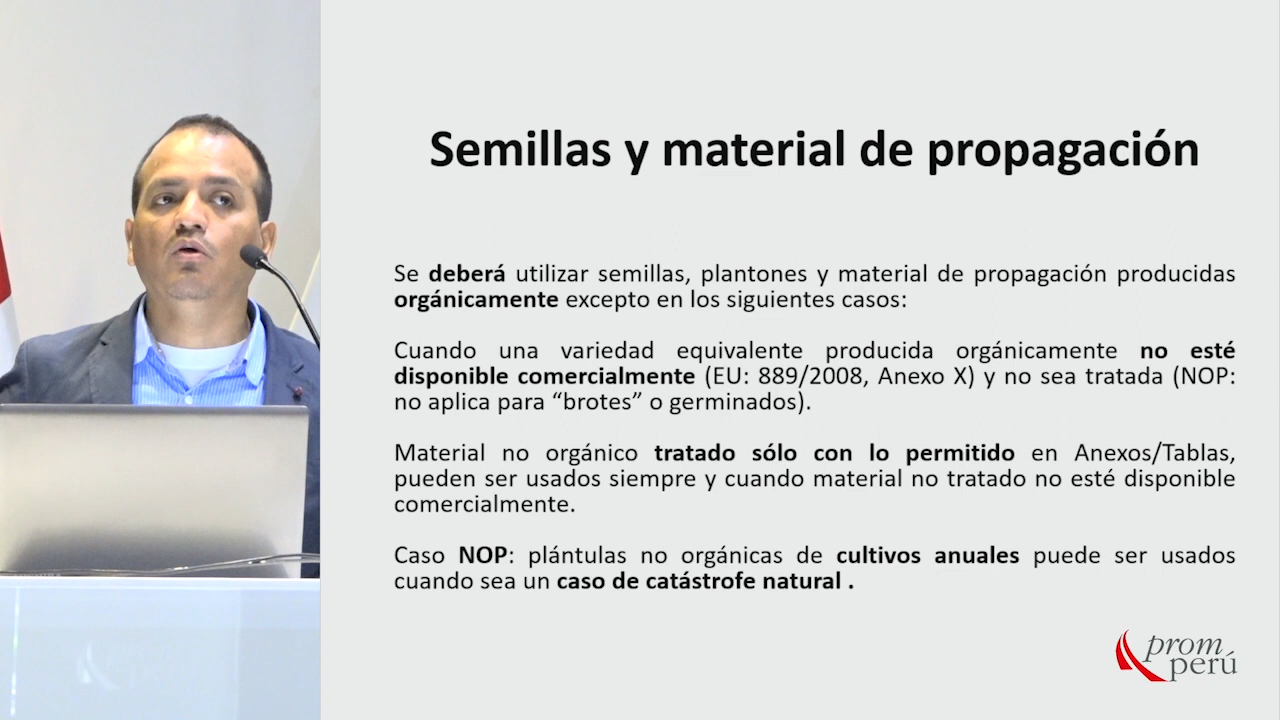 Semillas y material de propagación
Se deberá utilizar semillas, plantones y material de propagación producidas
orgánicamente excepto en los siguientes casos:
Cuando una variedad equivalente producida orgánicamente no esté
disponible comercialmente (EU: 889/2008, Anexo X) y no sea tratada (NOP:
no aplica para “brotes” o germinados).
Material no orgánico tratado sólo con lo permitido en Anexos/Tablas,
pueden ser usados siempre y cuando material no tratado no esté disponible
comercialmente.
Caso NOP: plántulas no orgánicas de cultivos anuales puede ser usados
cuando sea un caso de catástrofe natural .
prom
perú